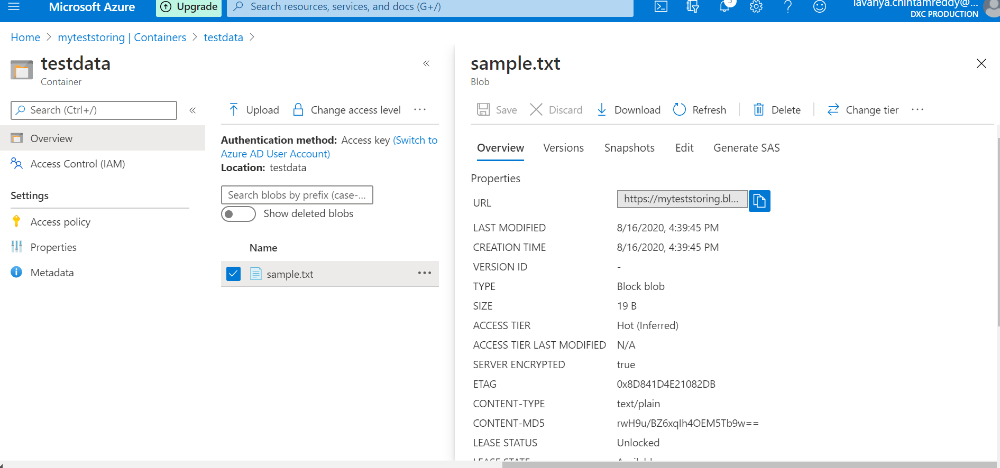 Microsoft Azure
Upgrade
Search resources, services, and docs (G+/)
lavanya.chintamreddy@...
DXC PRODUCTION
Home > myteststoring | Containers > testdata >
testdata
Container
Search (Ctrl+/)
Overview
Access Control (IAM)
Settings
Access policy
Properties
Metadata
Upload
Change access level
Authentication method: Access key (Switch to
Azure AD User Account)
Location: testdata
Search blobs by prefix (case-...
Show deleted blobs
Name
sample.txt
sample.txt
Blob
Save
Discard
Download
Refresh
Delete
Change tier
Overview
Versions
Snapshots
Edit
Generate SAS
Properties
URL https://myteststoring.bl...
LAST MODIFIED 8/16/2020, 4:39:45 PM
CREATION TIME 8/16/2020, 4:39:45 PM
VERSION ID -
TYPE Block blob
SIZE 19 B
ACCESS TIER Hot (Inferred)
ACCESS TIER LAST MODIFIED N/A
SERVER ENCRYPTED true
ETAG 0x8D841D4E21082DB
CONTENT-TYPE text/plain
CONTENT-MD5 rwH9u/BZ6xqIh4OEM5Tb9w==
LEASE STATUS Unlocked
LEASE STATE